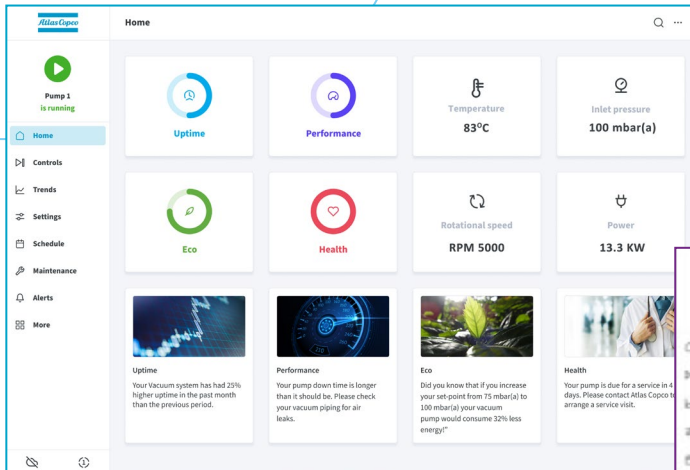 Atlas Copco
Home
Pump 1
is running
Home
Controls
Trends
Settings
Schedule
Maintenance
Alerts
More
Uptime
Performance
Temperature
83°C
Inlet pressure
100 mbar(a)
Eco
Health
Rotational speed
RPM 5000
Power
13.3 KW
Uptime
Your Vacuum system has had 25%
higher uptime in the past month
than the previous period.
Performance
Your pump down time is longer
than it should be. Please check
your vacuum piping for air
leaks.
Eco
Did you know that if you increase
your set-point from 75 mbar(a) to
100 mbar(a) your vacuum
pump would consume 32% less
energy!"
Health
Your pump is due for a service in 4
days. Please contact Atlas Copco
arrange a service visit.